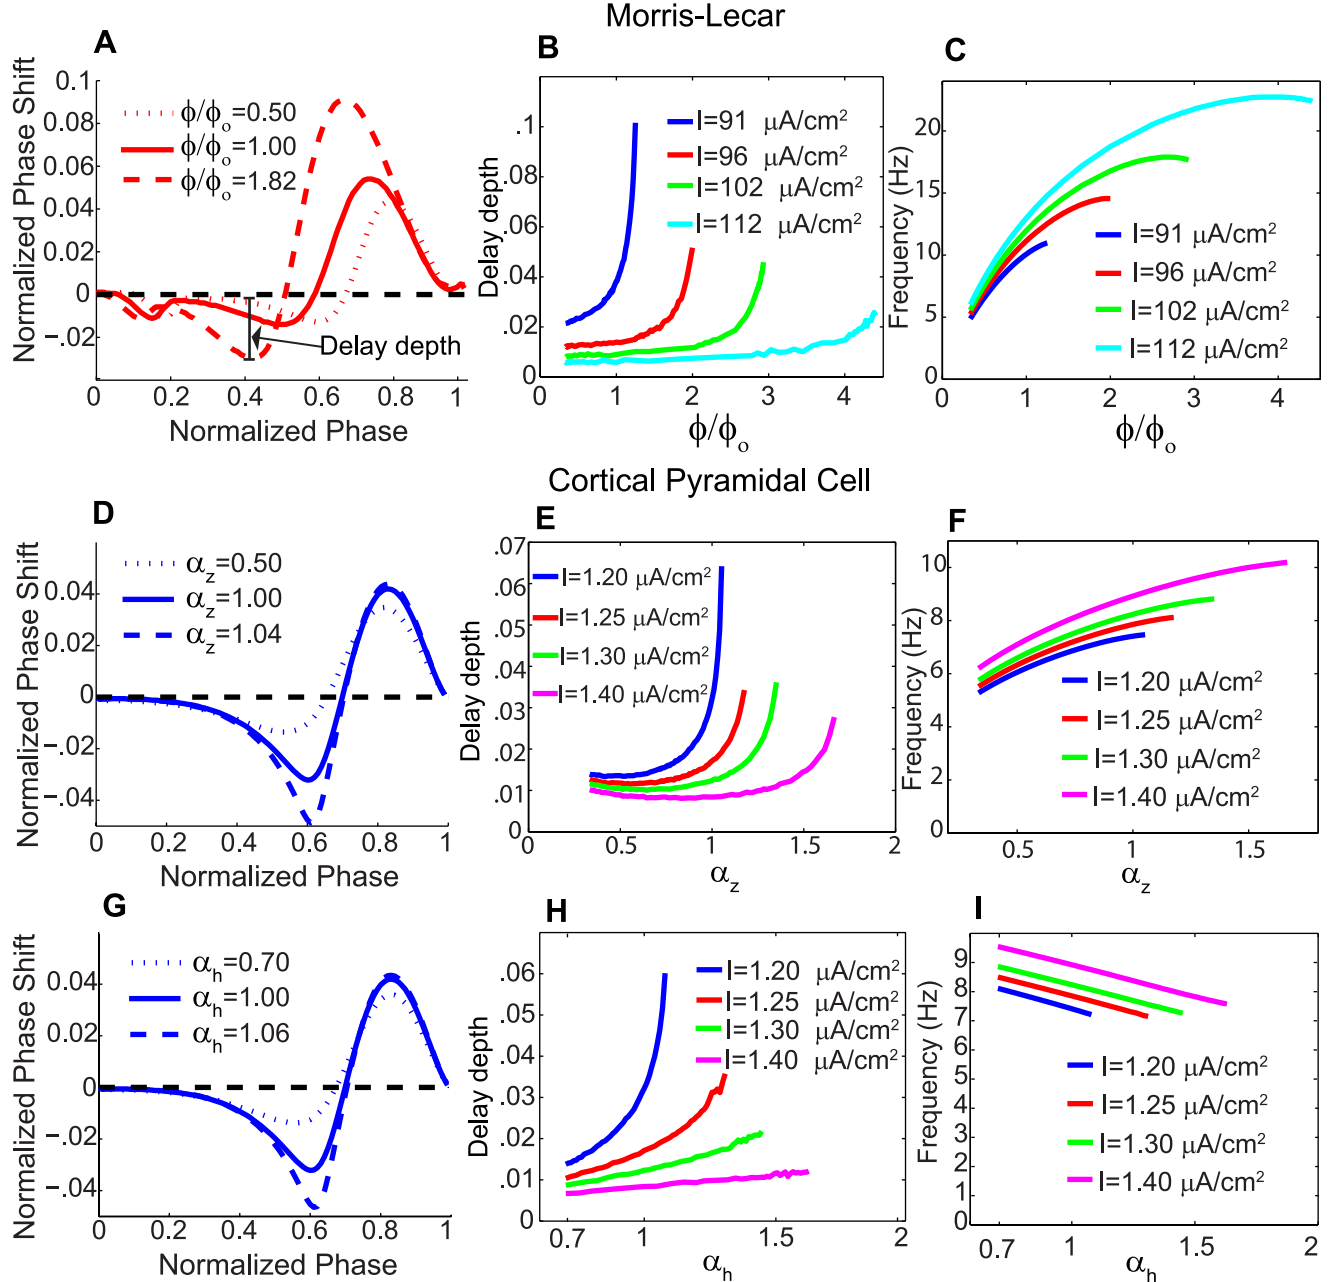 Morris-Lecar
A
Normalized Phase Shift
0.1
0.08
0.06
0.04
0.02
0
−0.02
−0.04
ϕ/ϕo=0.50
ϕ/ϕo=1.00
ϕ/ϕo=1.82
Delay depth
0 0.2 0.4 0.6 0.8 1
Normalized Phase
B
Delay depth
.1
.08
.06
.04
.02
0
I=91 μA/cm²
I=96 μA/cm²
I=102 μA/cm²
I=112 μA/cm²
0 1 2 3 4
ϕ/ϕo
C
Frequency (Hz)
20
15
10
5
0
I=91 μA/cm²
I=96 μA/cm²
I=102 μA/cm²
I=112 μA/cm²
0 1 2 3 4
ϕ/ϕo
Cortical Pyramidal Cell
D
Normalized Phase Shift
0.04
0.02
0
−0.02
−.04
αz=0.50
αz=1.00
αz=1.04
0 0.2 0.4 0.6 0.8 1
Normalized Phase
E
Delay depth
.07
.06
.05
.04
.03
.02
.01
0
I=1.20 μA/cm²
I=1.25 μA/cm²
I=1.30 μA/cm²
I=1.40 μA/cm²
0 0.5 1 1.5 2
αz
F
Frequency (Hz)
10
8
6
4
2
0
I=1.20 μA/cm²
I=1.25 μA/cm²
I=1.30 μA/cm²
I=1.40 μA/cm²
0.5 1 1.5
αz
G
Normalized Phase Shift
0.04
0.02
0
−0.02
−.04
αh=0.70
αh=1.00
αh=1.06
0 0.2 0.4 0.6 0.8 1
Normalized Phase
H
Delay depth
.06
.05
.04
.03
.02
.01
0
I=1.20 μA/cm²
I=1.25 μA/cm²
I=1.30 μA/cm²
I=1.40 μA/cm²
0.7 1 1.5 2
αh
I
Frequency (Hz)
9
8
7
6
5
4
3
2
1
0
I=1.20 μA/cm²
I=1.25 μA/cm²
I=1.30 μA/cm²
I=1.40 μA/cm²
0.7 1 1.5 2
αh